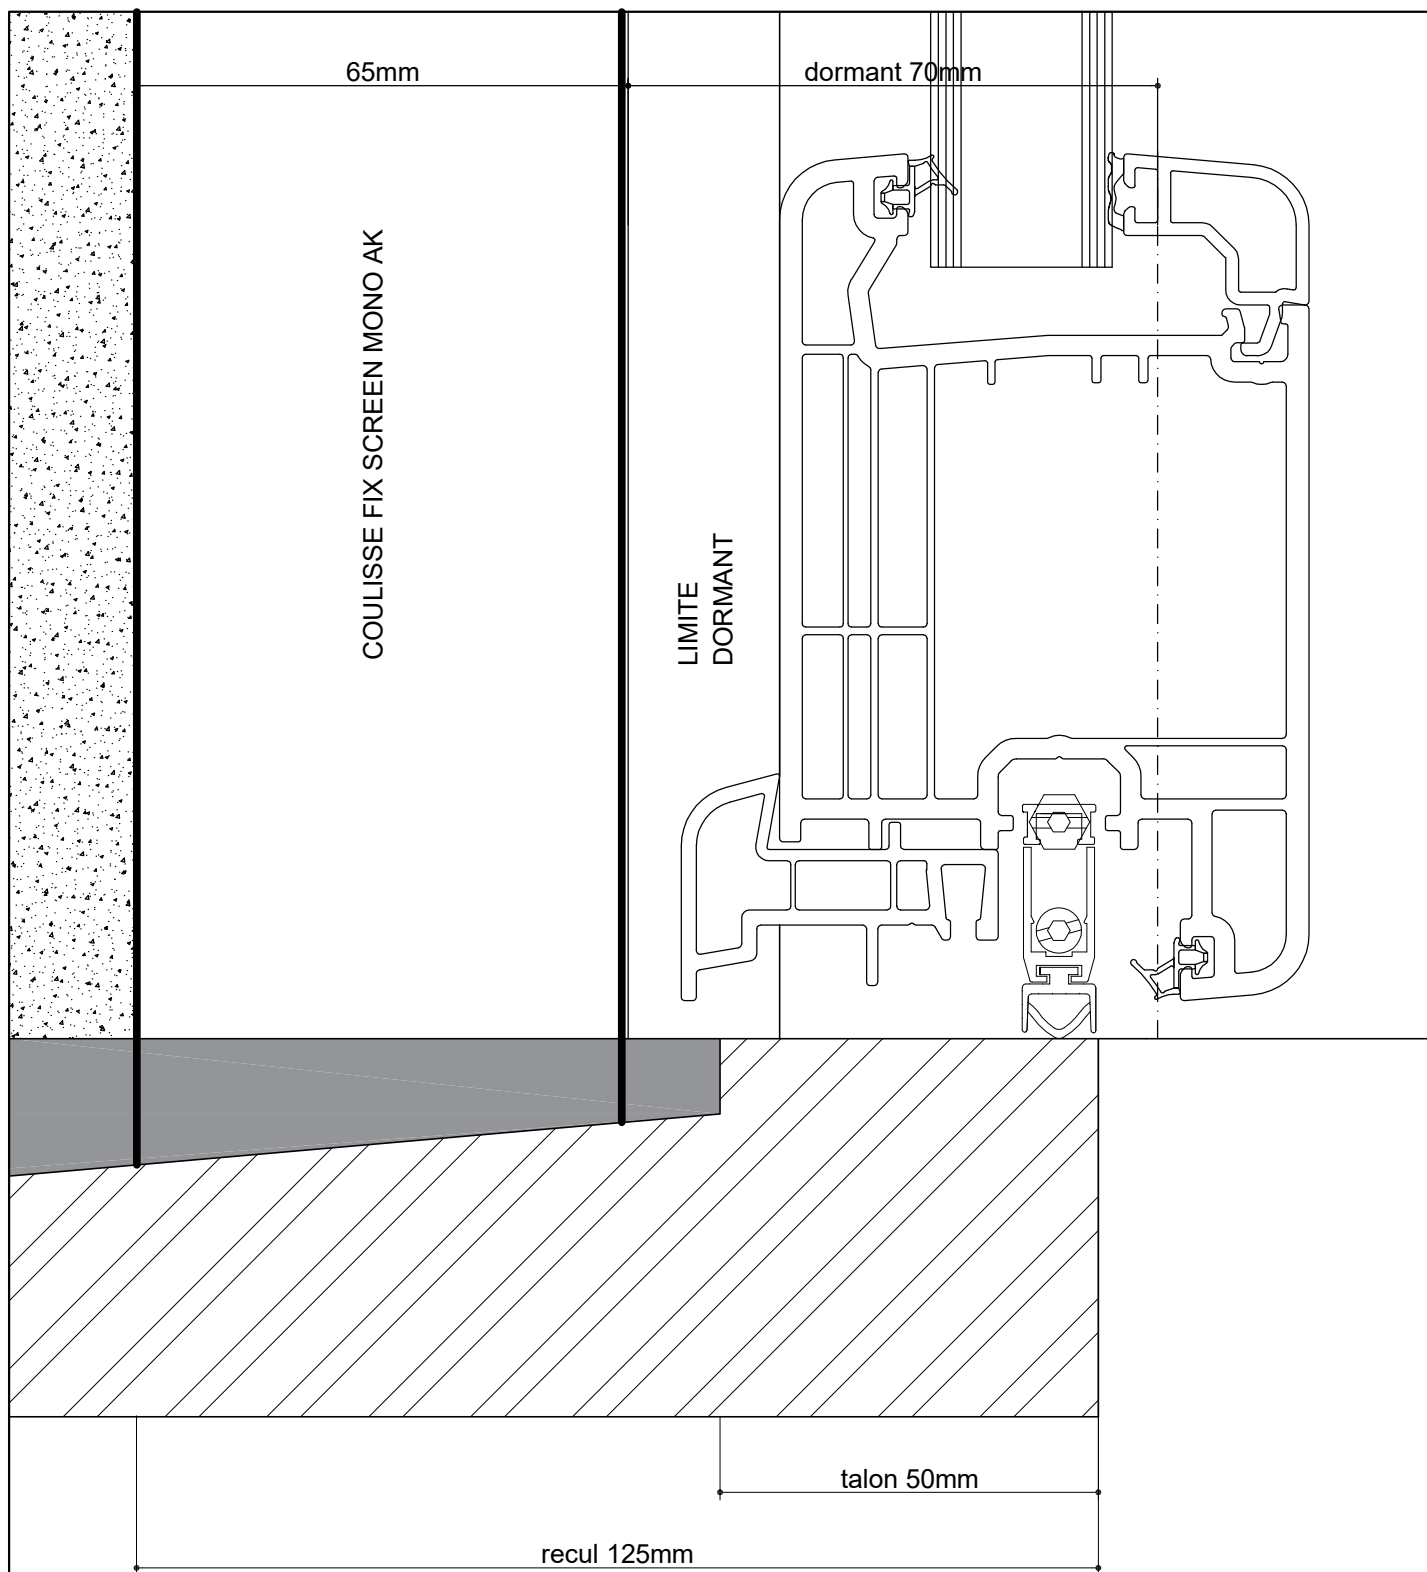 65mm
dormant 70mm
COULISSE FIX SCREEN MONO AK
LIMITE
DORMANT
talon 50mm
recul 125mm